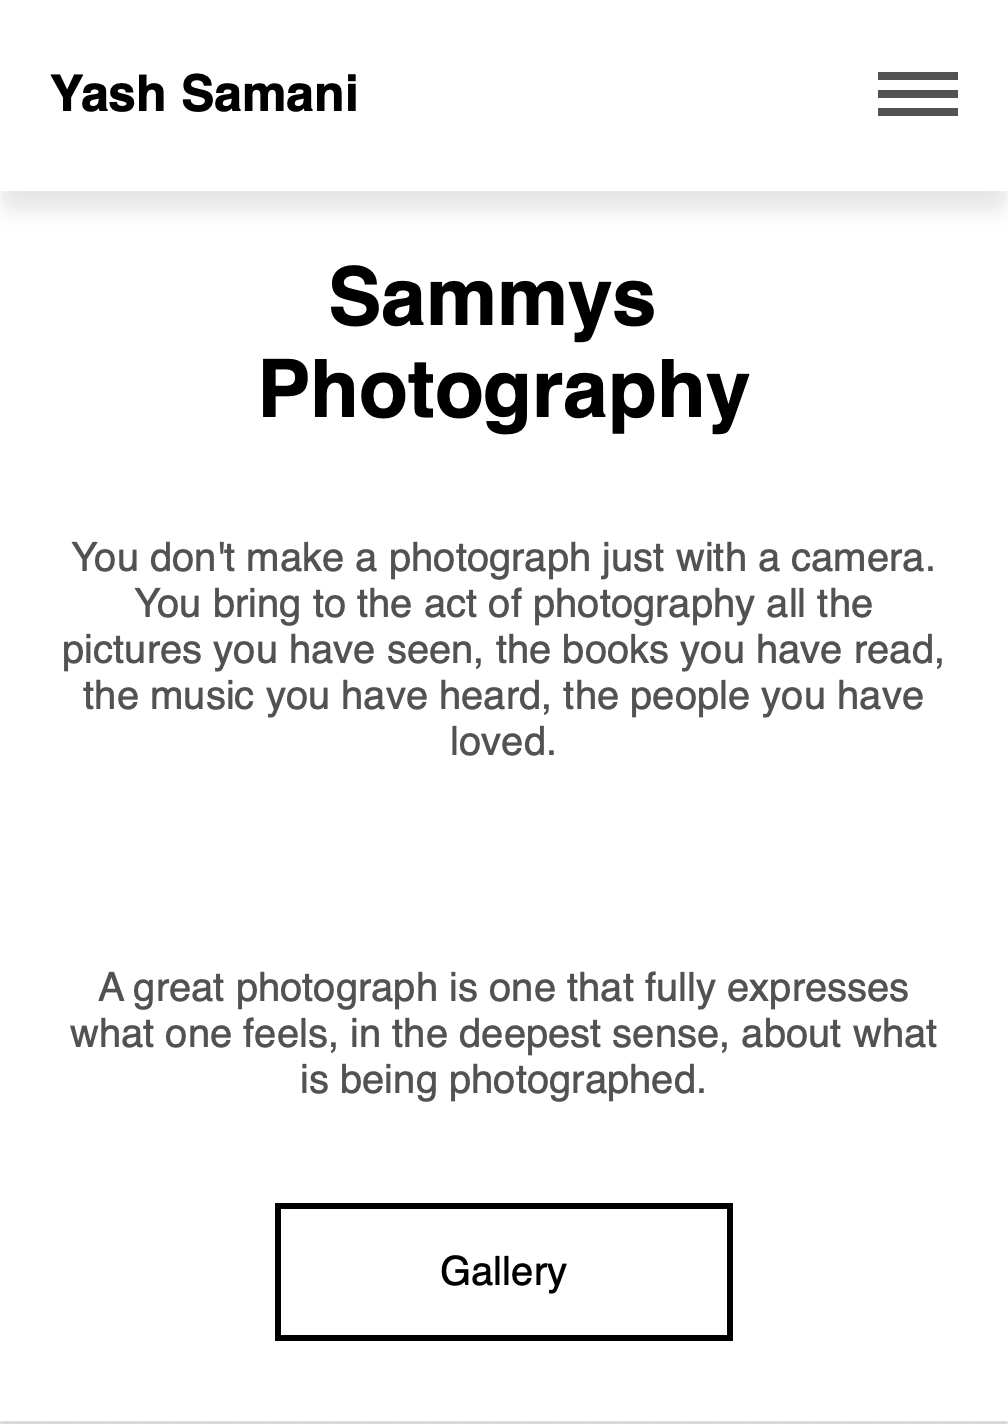 Yash Samani
Sammys
Photography
You don't make a photograph just with a camera.
You bring to the act of photography all the
pictures you have seen, the books you have read,
the music you have heard, the people you have
loved.
A great photograph is one that fully expresses
what one feels, in the deepest sense, about what
is being photographed.
Gallery